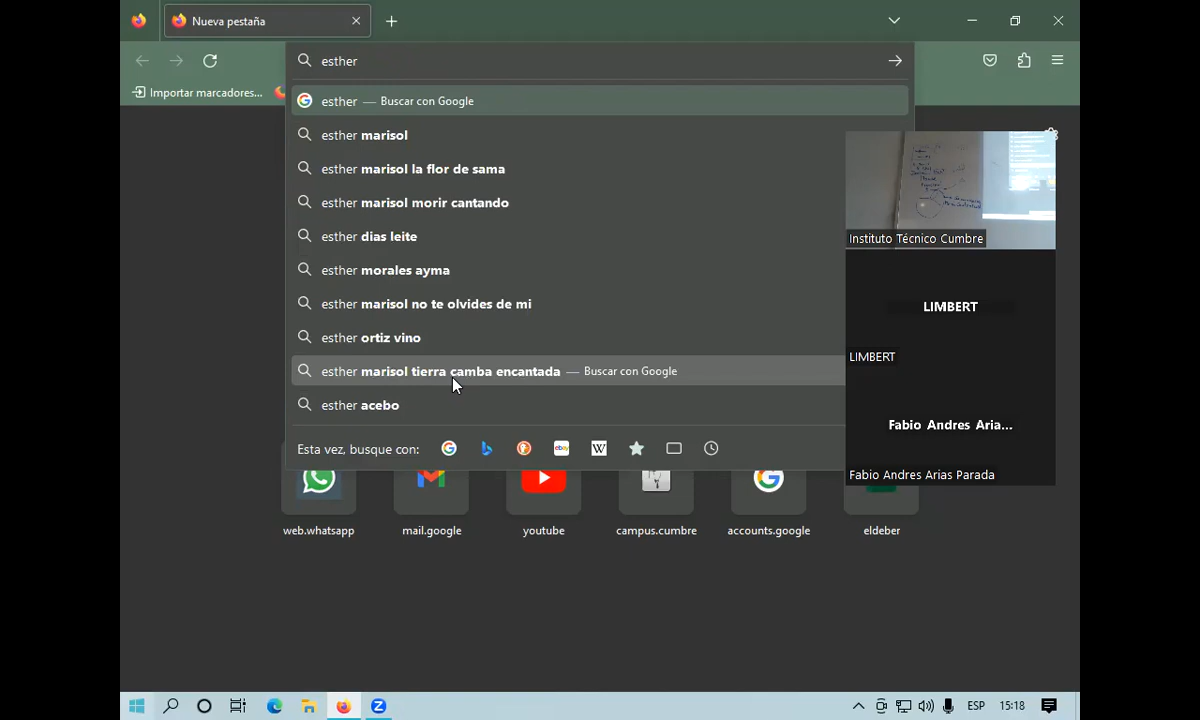 Nueva pestaña
esther
Importar marcadores...
esther — Buscar con Google
esther marisol
esther marisol la flor de sama
esther marisol morir cantando
esther dias leite
esther morales ayma
esther marisol no te olvides de mi
esther ortiz vino
esther marisol tierra camba encantada — Buscar con Google
esther acebo
Esta vez, busque con:
ebay
W
web.whatsapp
mail.google
youtube
campus.cumbre
accounts.google
eldeber
Instituto Técnico Cumbre
LIMBERT
LIMBERT
Fabio Andres Aria...
Fabio Andres Arias Parada
ESP
15:18